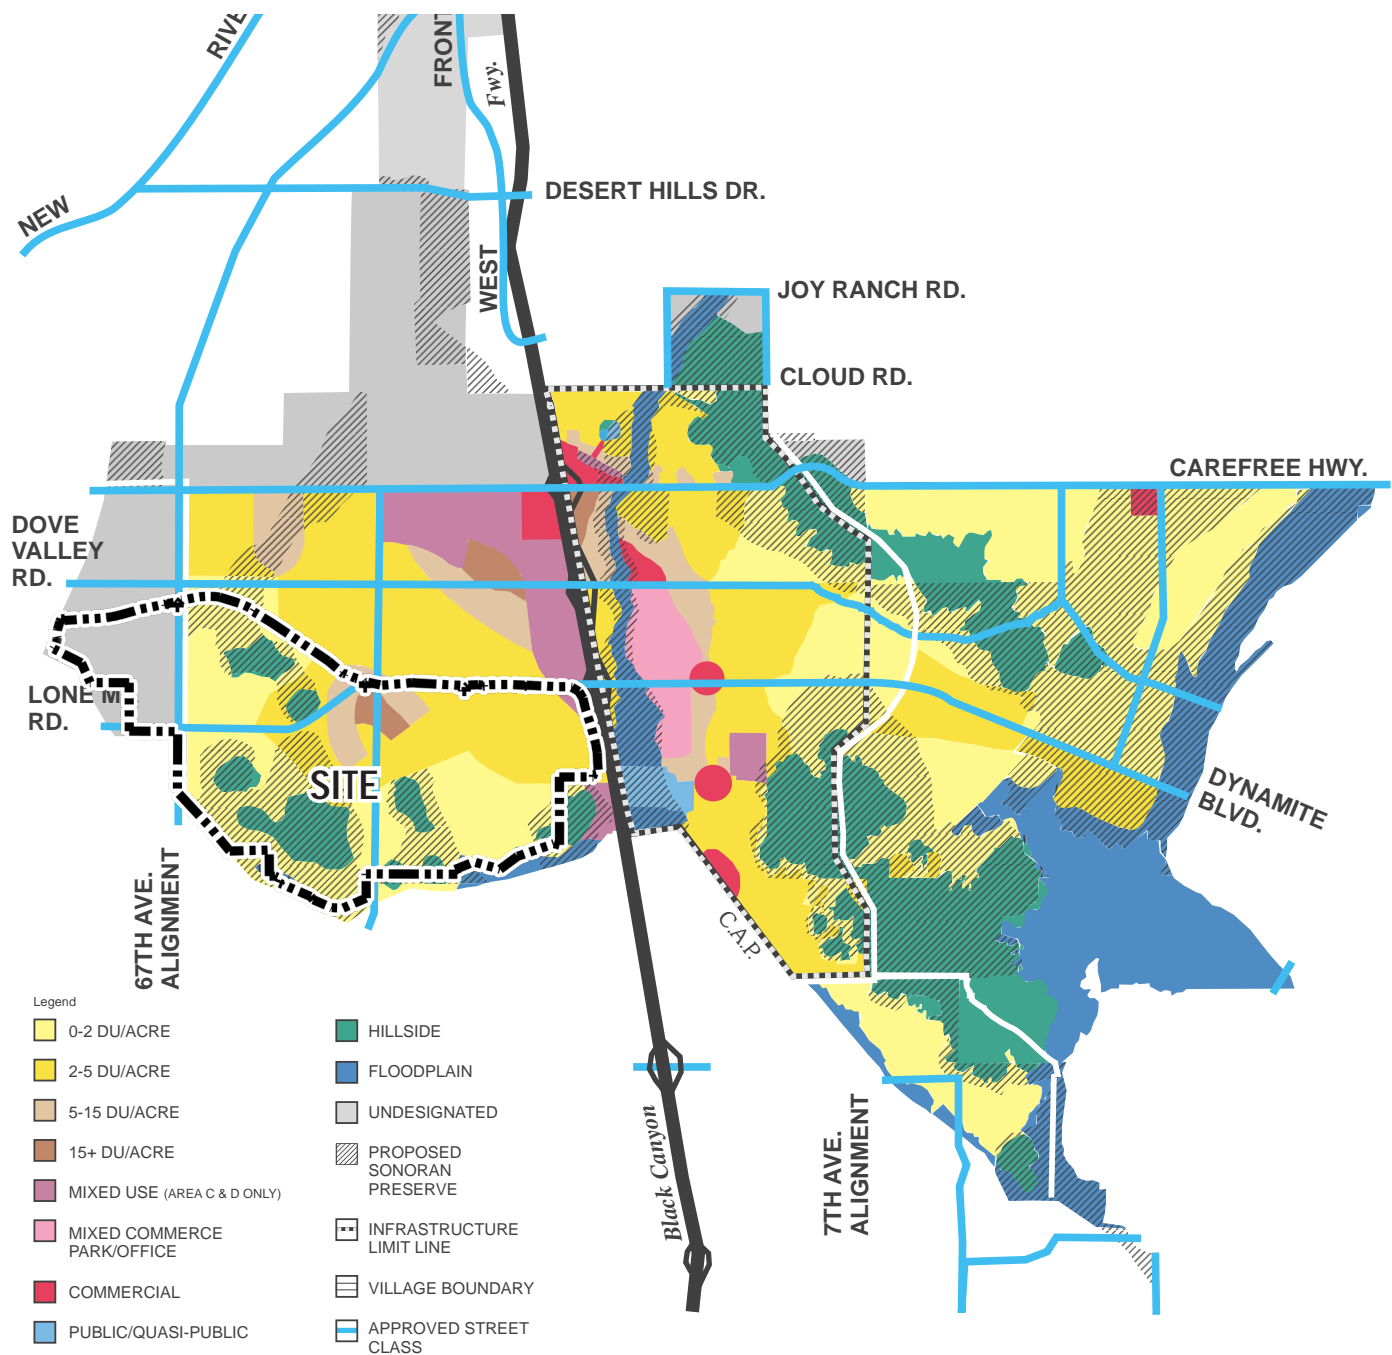 RIVE
FRONT
Fwy.
NEW
DESERT HILLS DR.
WEST
JOY RANCH RD.
CLOUD RD.
CAREFREE HWY.
DOVE
VALLEY
RD.
LONE M
RD.
SITE
DYNAMITE
BLVD.
C.A.P.
67TH AVE.
ALIGNMENT
Black Canyon
7TH AVE.
ALIGNMENT
Legend
0-2 DU/ACRE
2-5 DU/ACRE
5-15 DU/ACRE
15+ DU/ACRE
MIXED USE (AREA C & D ONLY)
MIXED COMMERCE
PARK/OFFICE
COMMERCIAL
PUBLIC/QUASI-PUBLIC
HILLSIDE
FLOODPLAIN
UNDESIGNATED
PROPOSED
SONORAN
PRESERVE
INFRASTRUCTURE
LIMIT LINE
VILLAGE BOUNDARY
APPROVED STREET
CLASS